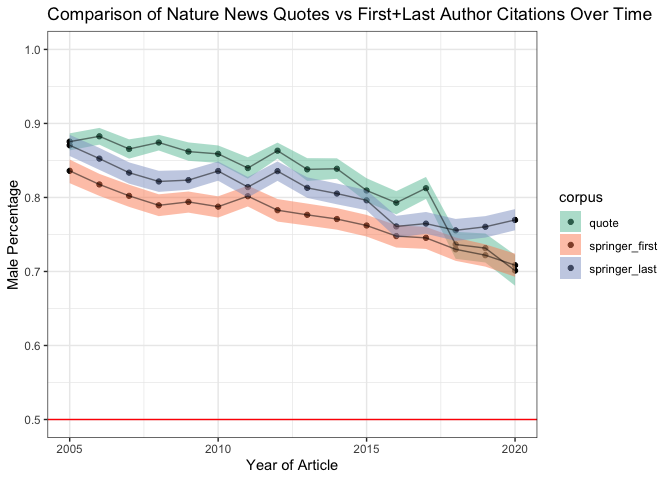 Comparison of Nature News Quotes vs First+Last Author Citations Over Time
Male Percentage
1.0
0.9
0.8
0.7
0.6
0.5
2005
2010
2015
2020
Year of Article
corpus
quote
springer_first
springer_last